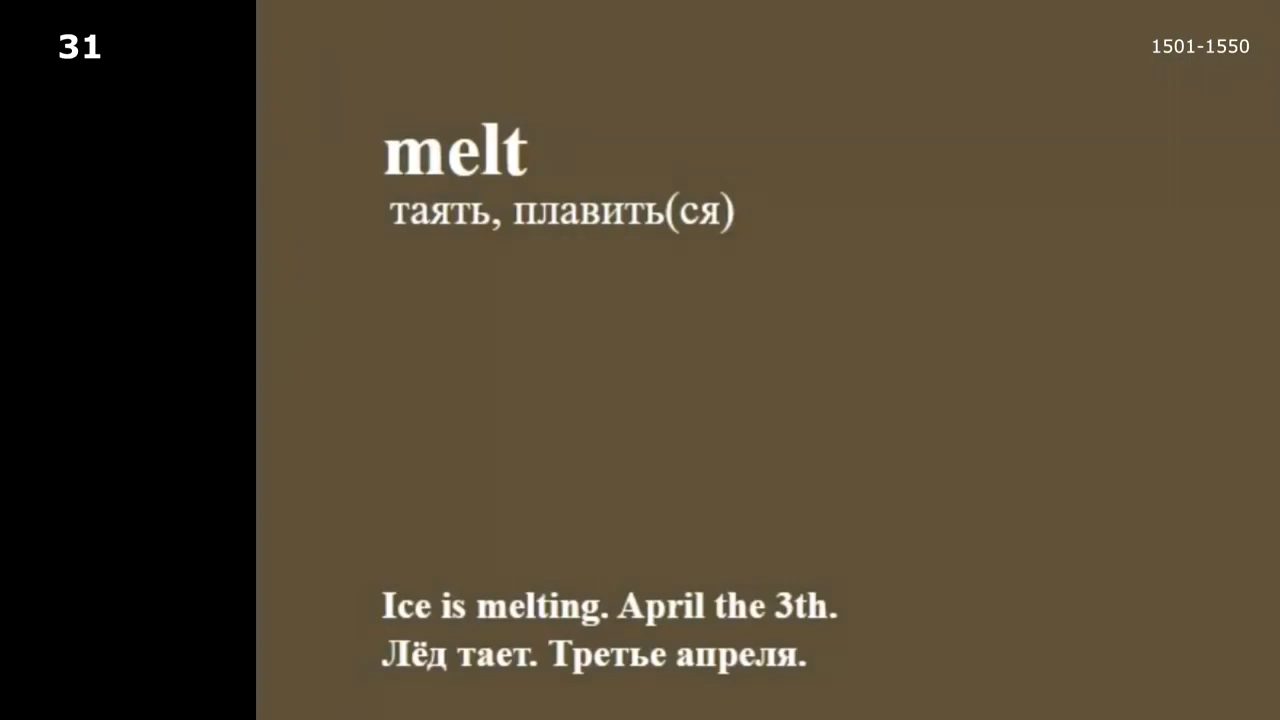 31
1501-1550
melt
таять, плавить(ся)
Ice is melting. April the 3th.
Лёд тает. Третье апреля.